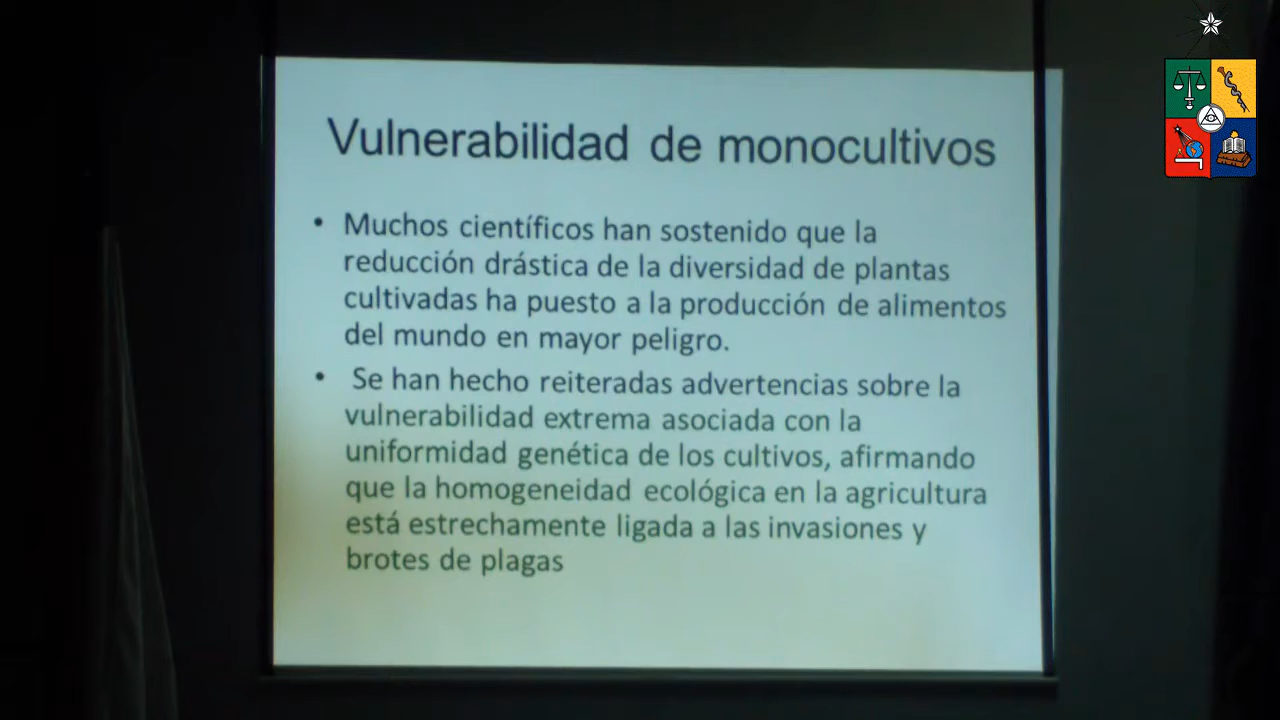 Vulnerabilidad de monocultivos
• Muchos científicos han sostenido que la
reducción drástica de la diversidad de plantas
cultivadas ha puesto a la producción de alimentos
del mundo en mayor peligro.
• Se han hecho reiteradas advertencias sobre la
vulnerabilidad extrema asociada con la
uniformidad genética de los cultivos, afirmando
que la homogeneidad ecológica en la agricultura
está estrechamente ligada a las invasiones y
brotes de plagas